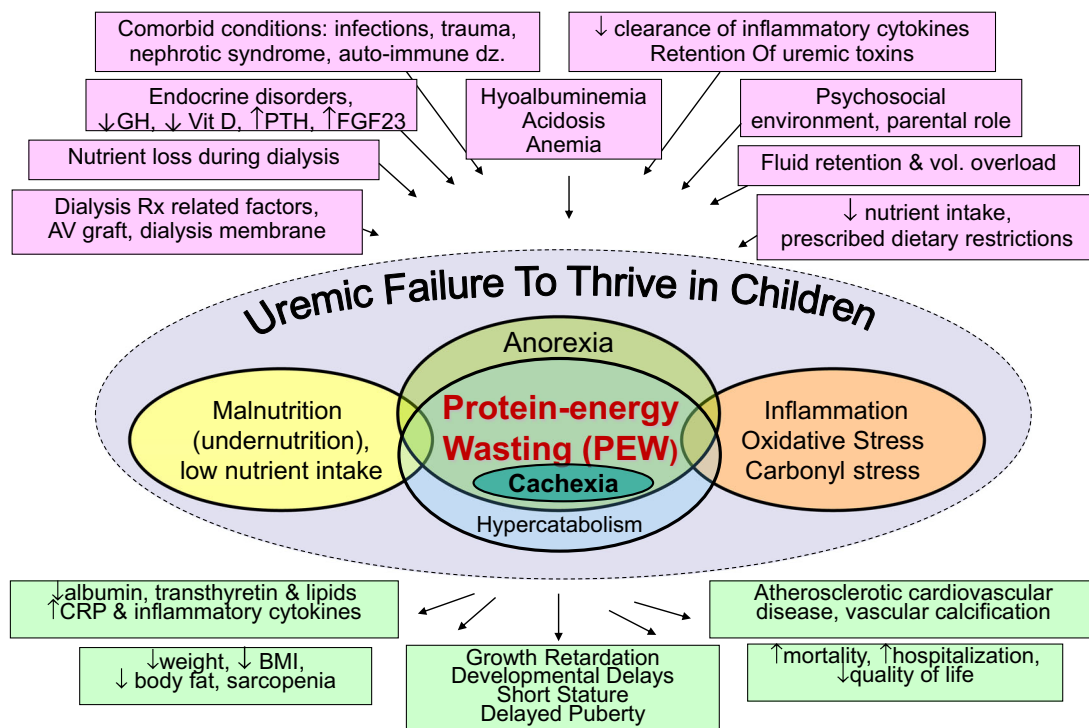 Comorbid conditions: infections, trauma,
nephrotic syndrome, auto-immune dz.
↓ clearance of inflammatory cytokines
Retention Of uremic toxins
Endocrine disorders,
↓GH, ↓ Vit D, ↑PTH, ↑FGF23
Hyoalbuminemia
Acidosis
Anemia
Psychosocial
environment, parental role
Nutrient loss during dialysis
Fluid retention & vol. overload
Dialysis Rx related factors,
AV graft, dialysis membrane
↓ nutrient intake,
prescribed dietary restrictions
Uremic Failure To Thrive in Children
Anorexia
Malnutrition
(undernutrition),
low nutrient intake
Protein-energy
Wasting (PEW)
Cachexia
Hypercatabolism
Inflammation
Oxidative Stress
Carbonyl stress
↓albumin, transthyretin & lipids
↑CRP & inflammatory cytokines
↓weight, ↓ BMI,
↓ body fat, sarcopenia
Growth Retardation
Developmental Delays
Short Stature
Delayed Puberty
Atherosclerotic cardiovascular
disease, vascular calcification
↑mortality, ↑hospitalization,
↓quality of life